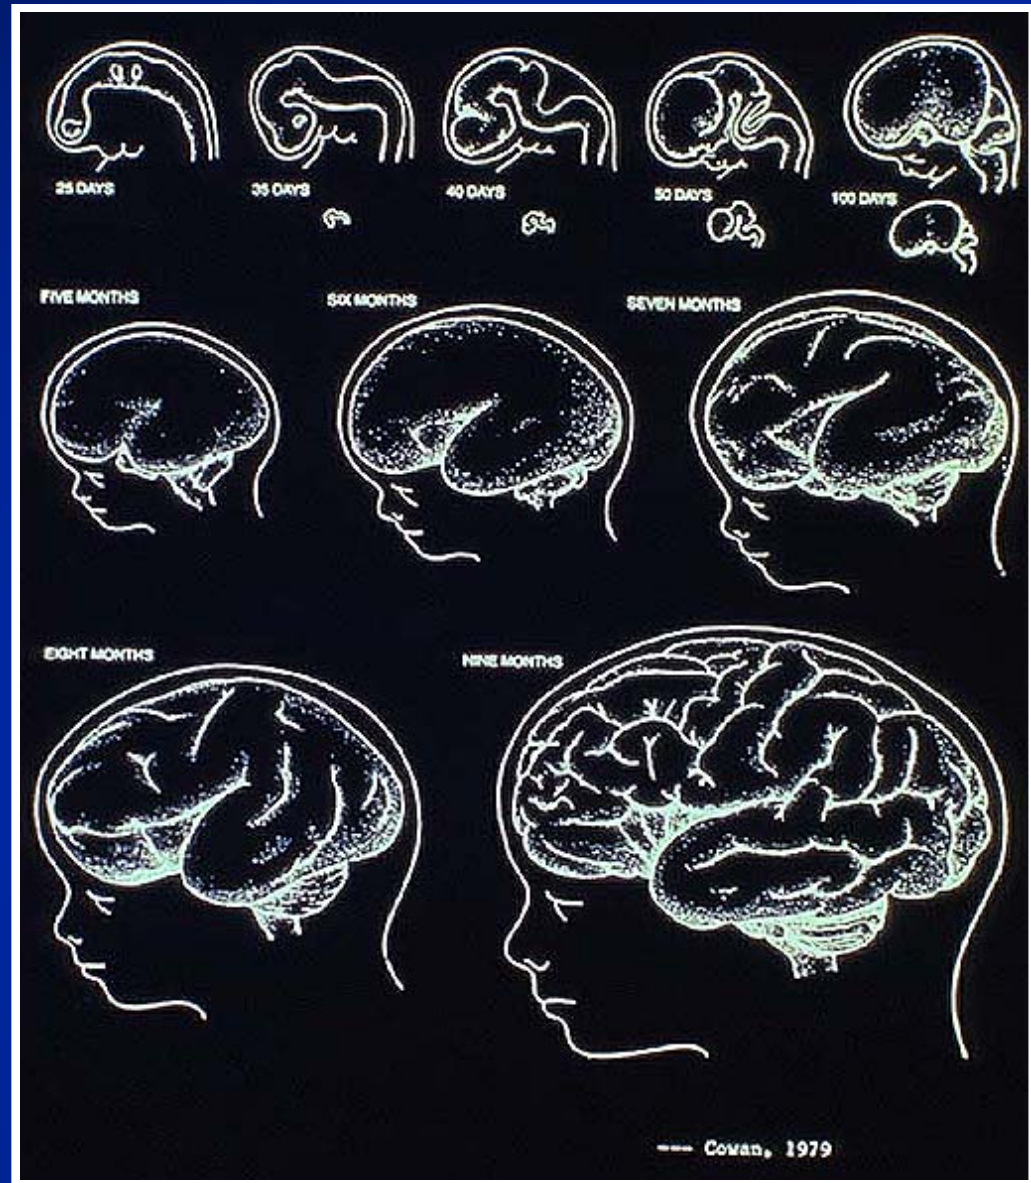 25 DAYS
35 DAYS
40 DAYS
50 DAYS
100 DAYS
FIVE MONTHS
SIX MONTHS
SEVEN MONTHS
EIGHT MONTHS
NINE MONTHS
--- Cowan, 1979